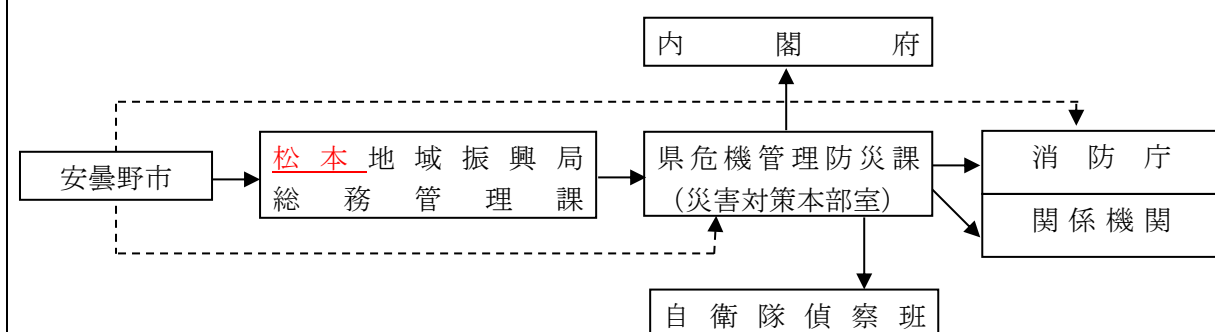 内閣府
安曇野市
松本地域振興局
総務管理課
県危機管理防災課
（災害対策本部室）
消防庁
関係機関
自衛隊偵察班